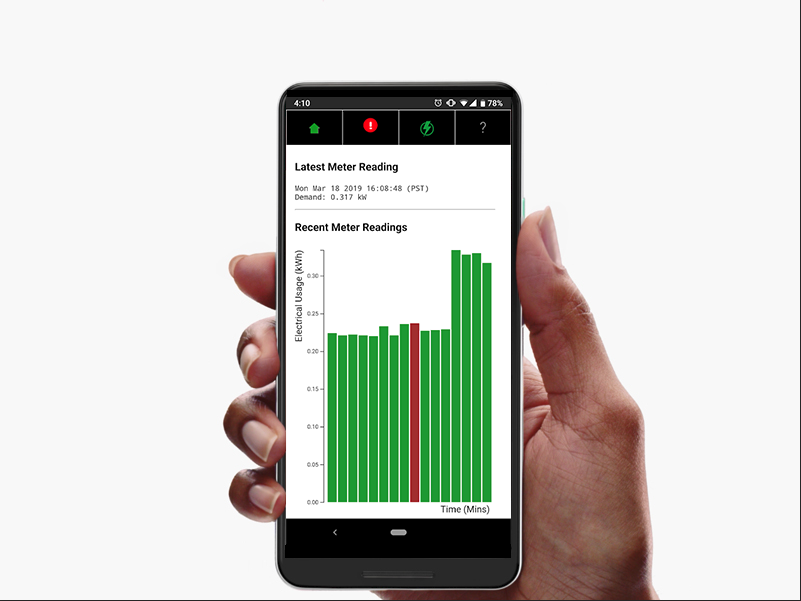 4:10 78%
!
?
Latest Meter Reading
Mon Mar 18 2019 16:08:48 (PST)
Demand: 0.317 kW
Recent Meter Readings
Electrical Usage (kWh)
0.30
0.25
0.20
0.15
0.10
0.05
0.00
Time (Mins)